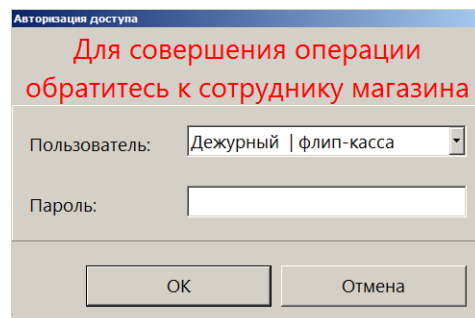 Авторизация доступа
Для совершения операции
обратитесь к сотруднику магазина
Пользователь: Дежурный | флип-касса
Пароль:
OK Отмена